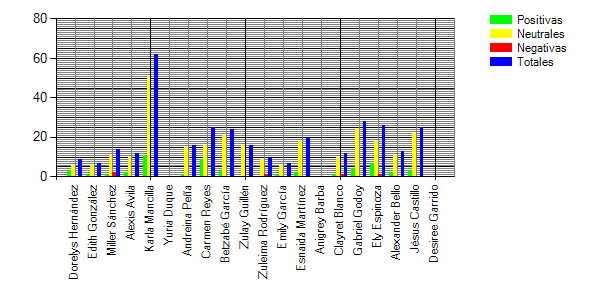 80
60
40
20
0
Positivas
Neutrales
Negativas
Totales
Dorelys Hernández
Edith González
Miller Sánchez
Alexis Avila
Karla Mancilla
Yuria Duque
Andreina Peña
Carmen Reyes
Betzabé García
Zulay Guillén
Zuleima Rodríguez
Emily García
Esnaida Martínez
Anigrey Barba
Clayret Blanco
Gabriel Godoy
Ely Espinoza
Alexander Bello
Jésus Castillo
Desiree Garrido